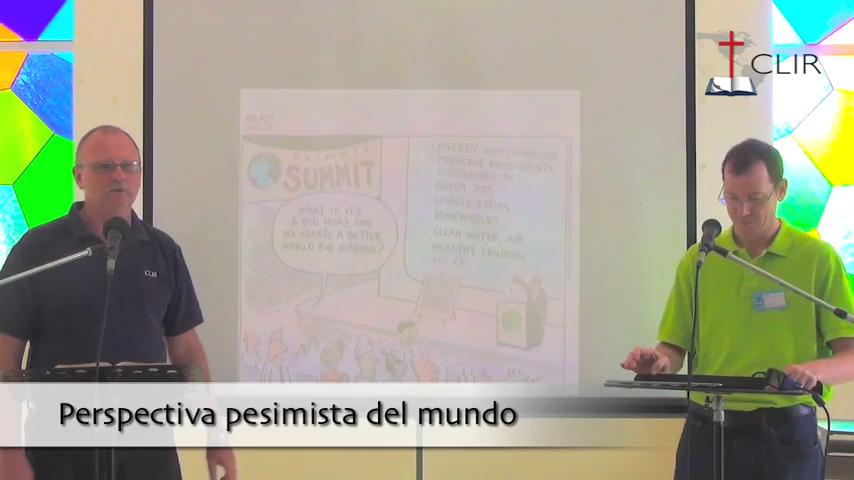 CLIR
CLIMATE
SUMMIT
ENERGY INDEPENDENCE
PRESERVE RAINFORESTS
SUSTAINABILITY
GREEN JOBS
LIVABLE CITIES
RENEWABLES
CLEAN WATER, AIR
HEALTHY CHILDREN
ETC. ETC.
WHAT IF IT'S
A BIG HOAX AND
WE CREATE A BETTER
WORLD FOR NOTHING?
CLIR
Perspectiva pesimista del mundo